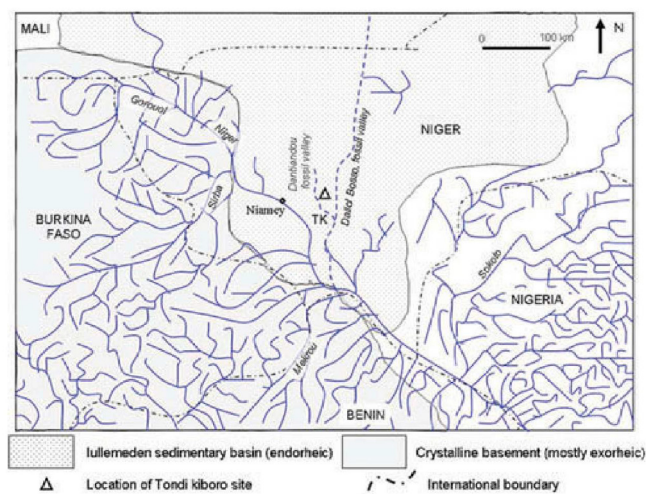 MALI
0 100 km
N
Gorouol
Niger
Dantiandou
fossil valley
Dallol Bosso, fossil valley
NIGER
Sirba
Niamey
TK
BURKINA
FASO
Sokoto
NIGERIA
Mékrou
BENIN
Iullemeden sedimentary basin (endorheic)
Crystalline basement (mostly exorheic)
Location of Tondi kiboro site
International boundary